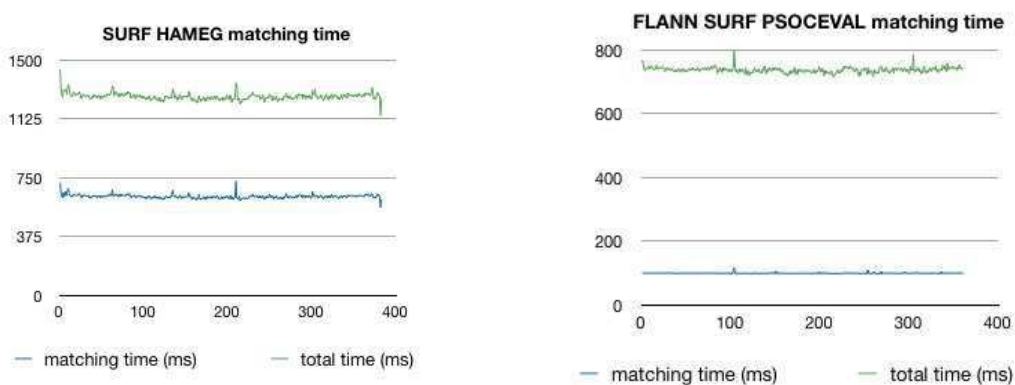 SURF HAMEG matching time
1500
1125
750
375
0
0 100 200 300 400
matching time (ms) total time (ms)
FLANN SURF PSOCEVAL matching time
800
600
400
200
0
0 100 200 300 400
matching time (ms) total time (ms)